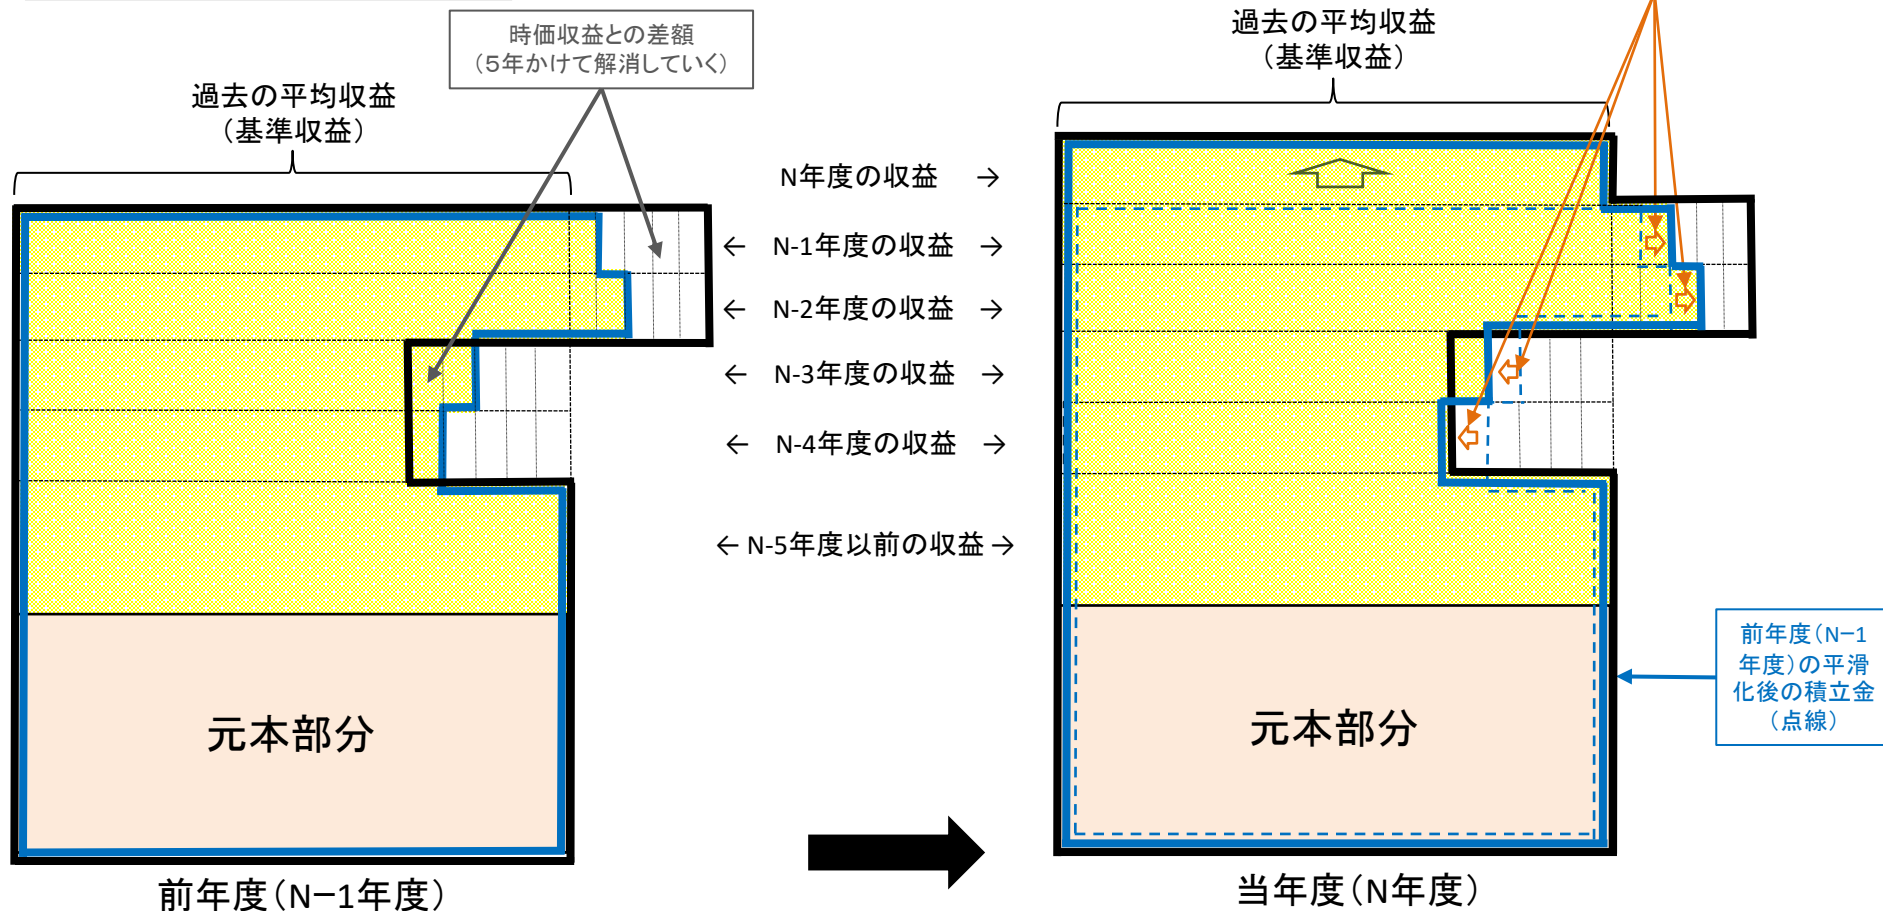 時価収益との差額
（５年かけて解消していく）
過去の平均収益
（基準収益）
過去の平均収益
（基準収益）
N年度の収益 →
← N-1年度の収益 →
← N-2年度の収益 →
← N-3年度の収益 →
← N-4年度の収益 →
← N-5年度以前の収益 →
元本部分
元本部分
前年度（N−1
年度）の平滑
化後の積立金
（点線）
前年度（N−1年度）
当年度（N年度）